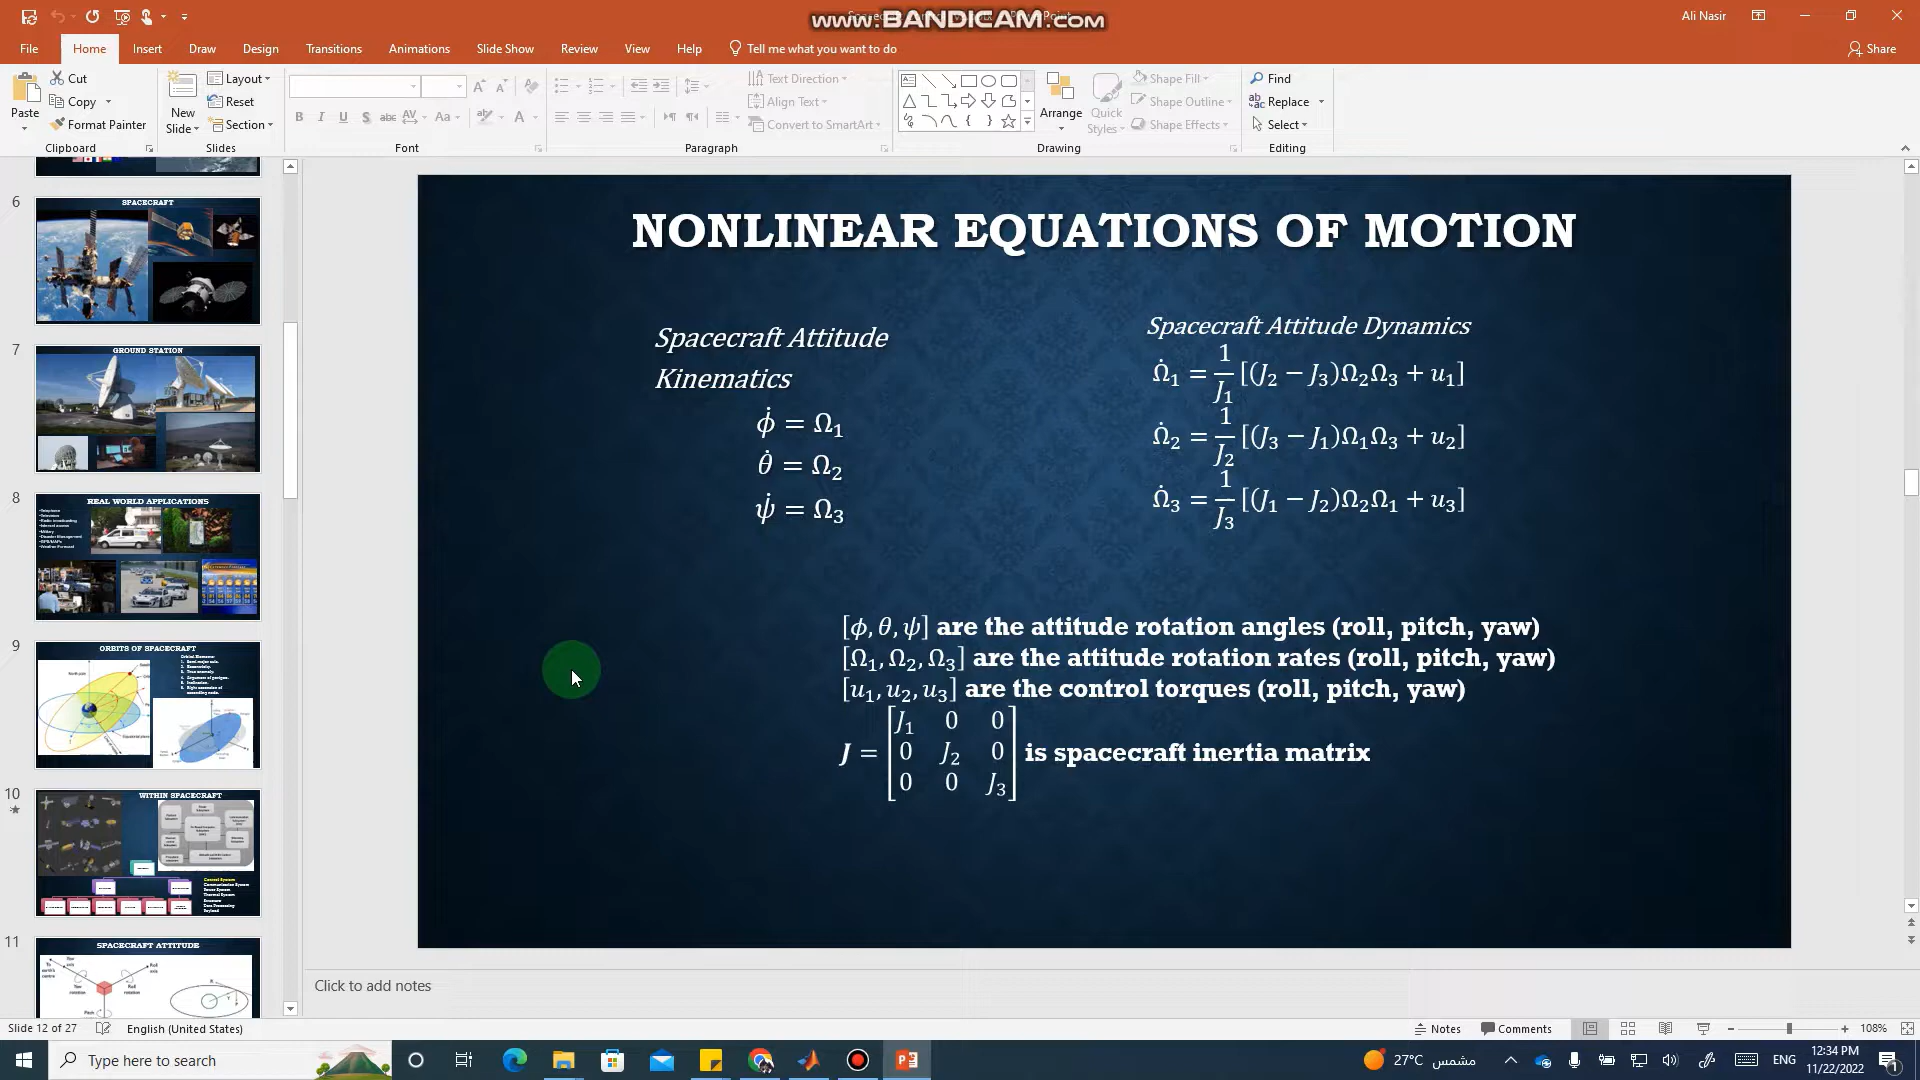 www.BANDICAM.com
Ali Nasir
File Home Insert Draw Design Transitions Animations Slide Show Review View Help Tell me what you want to do Share
Paste Cut Copy Format Painter
New Slide Layout Reset Section
Text Direction Align Text Convert to SmartArt
Arrange Quick Styles Shape Fill Shape Outline Shape Effects
Find Replace Select
Clipboard Slides Font Paragraph Drawing Editing
6
SPACECRAFT
7
GROUND STATION
8
REAL WORLD APPLICATIONS
9
ORBITS OF SPACECRAFT
10
WITHIN SPACECRAFT
11
SPACECRAFT ATTITUDE
NONLINEAR EQUATIONS OF MOTION
Spacecraft Attitude
Kinematics
ϕ̇ = Ω₁
θ̇ = Ω₂
ψ̇ = Ω₃
Spacecraft Attitude Dynamics
Ω̇₁ = 1/J₁ [(J₂ − J₃)Ω₂Ω₃ + u₁]
Ω̇₂ = 1/J₂ [(J₃ − J₁)Ω₁Ω₃ + u₂]
Ω̇₃ = 1/J₃ [(J₁ − J₂)Ω₂Ω₁ + u₃]
[ϕ, θ, ψ] are the attitude rotation angles (roll, pitch, yaw)
[Ω₁, Ω₂, Ω₃] are the attitude rotation rates (roll, pitch, yaw)
[u₁, u₂, u₃] are the control torques (roll, pitch, yaw)
J₁ 0 0
J = 0 J₂ 0 is spacecraft inertia matrix
0 0 J₃
Click to add notes
Slide 12 of 27 English (United States) Notes Comments 108%
Type here to search
27°C مشمس ENG 12:34 PM
11/22/2022